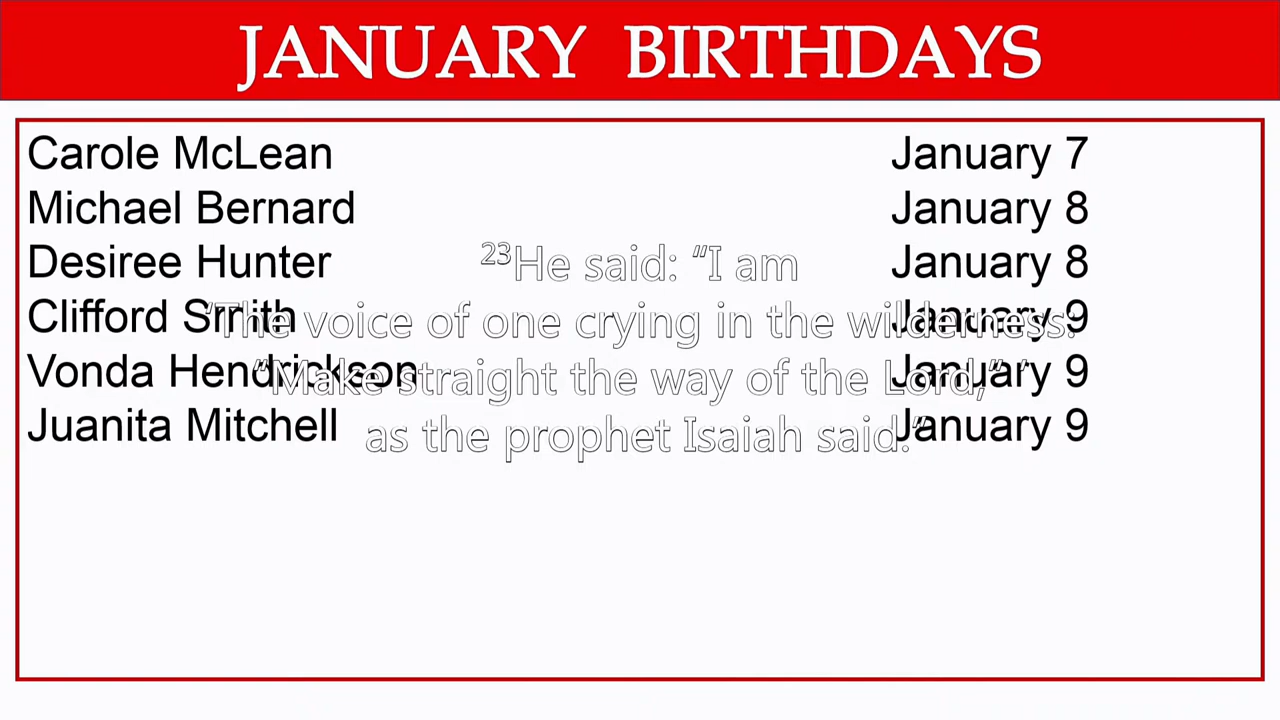 JANUARY BIRTHDAYS
Carole McLean January 7
Michael Bernard January 8
Desiree Hunter January 8
Clifford Smith January 9
Vonda Hendrickson January 9
Juanita Mitchell January 9
²³He said: “I am
‘The voice of one crying in the wilderness:
“Make straight the way of the Lord,” ’
as the prophet Isaiah said.”